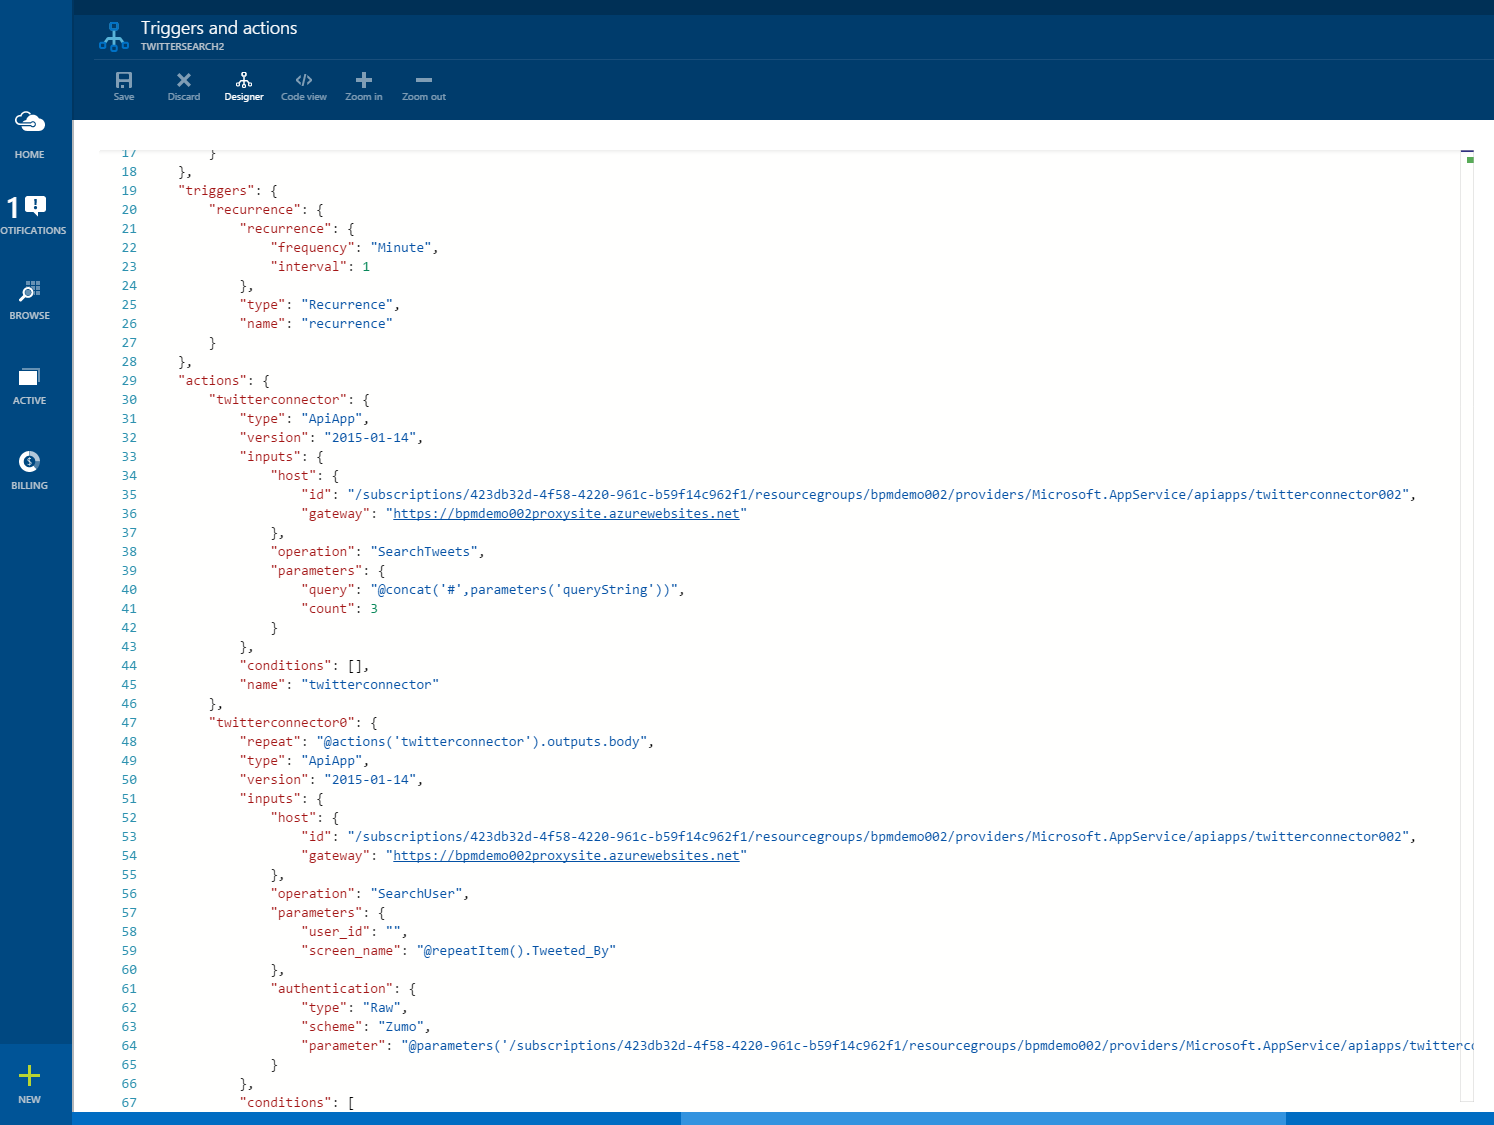 Triggers and actions
TWITTERSEARCH2
Save Discard Designer Code view Zoom in Zoom out
HOME
1
OTIFICATIONS
BROWSE
ACTIVE
BILLING
NEW
17 }
18 },
19 "triggers": {
20 "recurrence": {
21 "recurrence": {
22 "frequency": "Minute",
23 "interval": 1
24 },
25 "type": "Recurrence",
26 "name": "recurrence"
27 }
28 },
29 "actions": {
30 "twitterconnector": {
31 "type": "ApiApp",
32 "version": "2015-01-14",
33 "inputs": {
34 "host": {
35 "id": "/subscriptions/423db32d-4f58-4220-961c-b59f14c962f1/resourcegroups/bpmdemo002/providers/Microsoft.AppService/apiapps/twitterconnector002",
36 "gateway": "https://bpmdemo002proxysite.azurewebsites.net"
37 },
38 "operation": "SearchTweets",
39 "parameters": {
40 "query": "@concat('#',parameters('queryString'))",
41 "count": 3
42 }
43 },
44 "conditions": [],
45 "name": "twitterconnector"
46 },
47 "twitterconnector0": {
48 "repeat": "@actions('twitterconnector').outputs.body",
49 "type": "ApiApp",
50 "version": "2015-01-14",
51 "inputs": {
52 "host": {
53 "id": "/subscriptions/423db32d-4f58-4220-961c-b59f14c962f1/resourcegroups/bpmdemo002/providers/Microsoft.AppService/apiapps/twitterconnector002",
54 "gateway": "https://bpmdemo002proxysite.azurewebsites.net"
55 },
56 "operation": "SearchUser",
57 "parameters": {
58 "user_id": "",
59 "screen_name": "@repeatItem().Tweeted_By"
60 },
61 "authentication": {
62 "type": "Raw",
63 "scheme": "Zumo",
64 "parameter": "@parameters('/subscriptions/423db32d-4f58-4220-961c-b59f14c962f1/resourcegroups/bpmdemo002/providers/Microsoft.AppService/apiapps/twitterco
65 }
66 },
67 "conditions": [